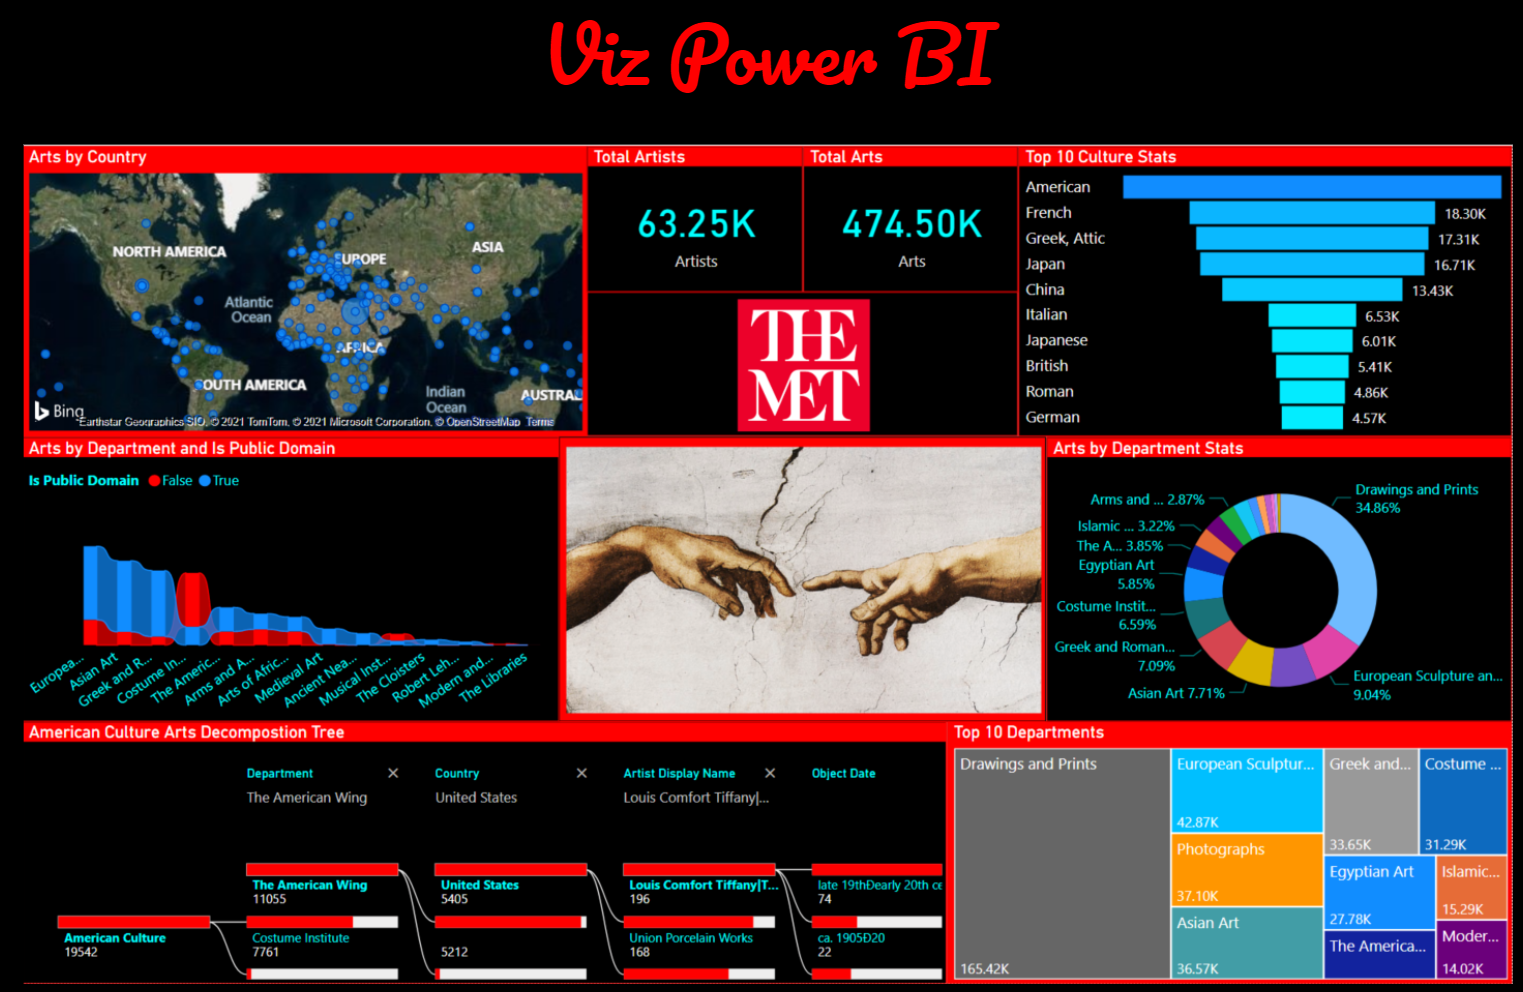 Viz Power BI
Arts by Country
NORTH AMERICA
EUROPE
ASIA
Atlantic
Ocean
AFRICA
OUTH AMERICA
Indian
Ocean
AUSTRAL
Bing
Earthstar Geographics SIO, © 2021 TomTom, © 2021 Microsoft Corporation, © OpenStreetMap Terms
Total Artists
63.25K
Artists
Total Arts
474.50K
Arts
THE
MET
Top 10 Culture Stats
American
French 18.30K
Greek, Attic 17.31K
Japan 16.71K
China 13.43K
Italian 6.53K
Japanese 6.01K
British 5.41K
Roman 4.86K
German 4.57K
Arts by Department and Is Public Domain
Is Public Domain False True
Europea...
Asian Art
Greek and R...
Costume In...
The Americ...
Arms and A...
Arts of Afric...
Medieval Art
Ancient Nea...
Musical Inst...
The Cloisters
Robert Leh...
Modern and...
The Libraries
Arts by Department Stats
Drawings and Prints
34.86%
European Sculpture an...
9.04%
Asian Art 7.71%
Greek and Roman...
7.09%
Costume Instit...
6.59%
Egyptian Art
5.85%
The A... 3.85%
Islamic ... 3.22%
Arms and ... 2.87%
American Culture Arts Decompostion Tree
Department ×
The American Wing
Country ×
United States
Artist Display Name ×
Louis Comfort Tiffany|...
Object Date
American Culture
19542
The American Wing
11055
Costume Institute
7761
United States
5405
5212
Louis Comfort Tiffany|T...
196
Union Porcelain Works
168
late 19thÐearly 20th ce
74
ca. 1905Ð20
22
Top 10 Departments
Drawings and Prints
165.42K
European Sculptur...
42.87K
Photographs
37.10K
Asian Art
36.57K
Greek and...
33.65K
Costume ...
31.29K
Egyptian Art
27.78K
The America...
Islamic...
15.29K
Moder...
14.02K